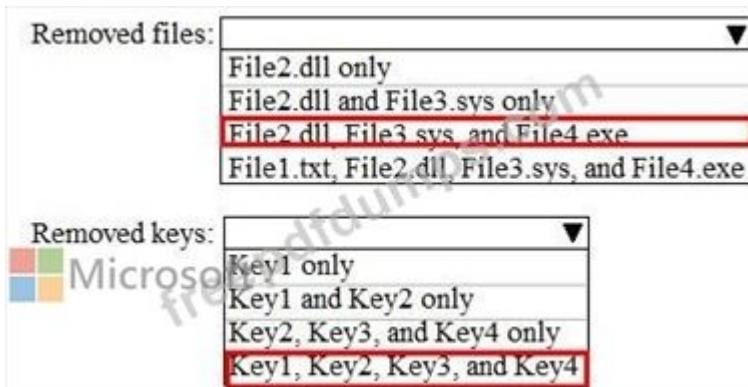 Removed files:
File2.dll only
File2.dll and File3.sys only
File2.dll, File3.sys, and File4.exe
File1.txt, File2.dll, File3.sys, and File4.exe
Removed keys:
Key1 only
Key1 and Key2 only
Key2, Key3, and Key4 only
Key1, Key2, Key3, and Key4
Microsof